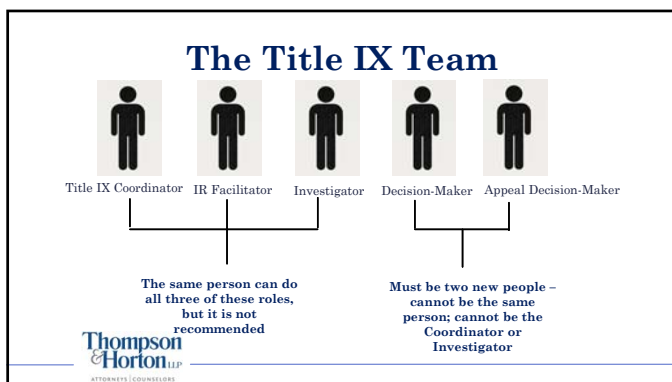 The Title IX Team
Title IX Coordinator
IR Facilitator
Investigator
Decision-Maker
Appeal Decision-Maker
The same person can do
all three of these roles,
but it is not
recommended
Must be two new people –
cannot be the same
person; cannot be the
Coordinator or
Investigator
Thompson
& Horton LLP
ATTORNEYS | COUNSELORS